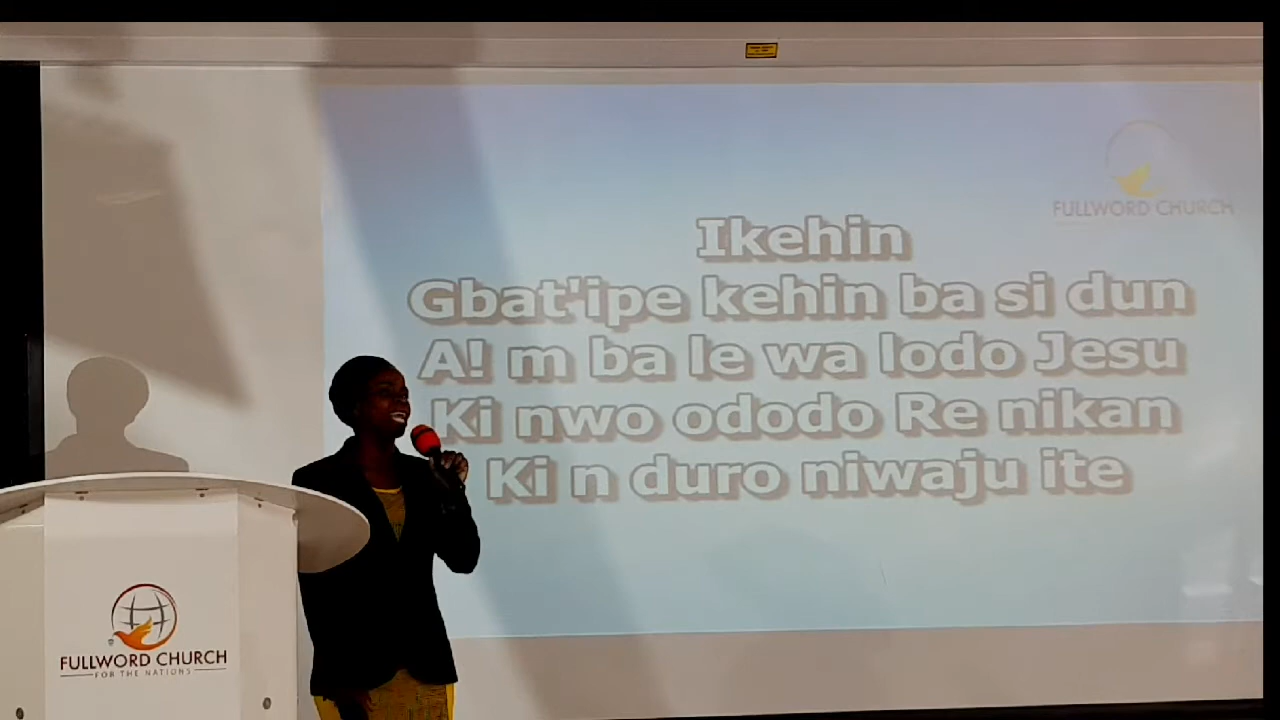 FULLWORD CHURCH
Ikehin
Gbat'ipe kehin ba si dun
A! m ba le wa lodo Jesu
Ki nwo ododo Re nikan
Ki n duro niwaju ite
FULLWORD CHURCH
FOR THE NATIONS